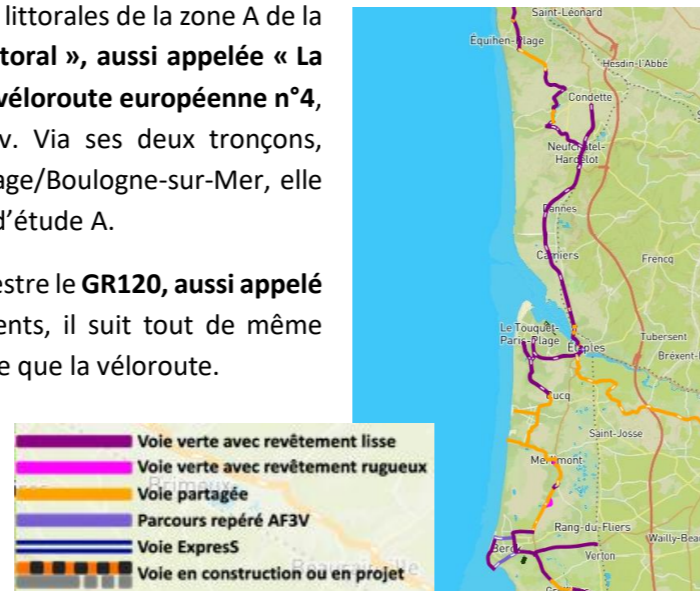 littorales de la zone A de la
toral », aussi appelée « La
véloroute européenne n°4,
v. Via ses deux tronçons,
age/Boulogne-sur-Mer, elle
d'étude A.
estre le GR120, aussi appelé
ents, il suit tout de même
e que la véloroute.
Saint-Léonard
Équihen-Plage
Hesdin-l'Abbé
Condette
Neufchâtel-
Hardelot
Dannes
Camiers
Frencq
Le Touquet-
Paris-Plage
Étaples
Tubersent
Bréxent-
Cucq
Saint-Josse
Merlimont
Rang-du-Fliers
Wailly-Beau
Berck
Verton
Voie verte avec revêtement lisse
Voie verte avec revêtement rugueux
Voie partagée
Parcours repéré AF3V
Voie ExpresS
Voie en construction ou en projet